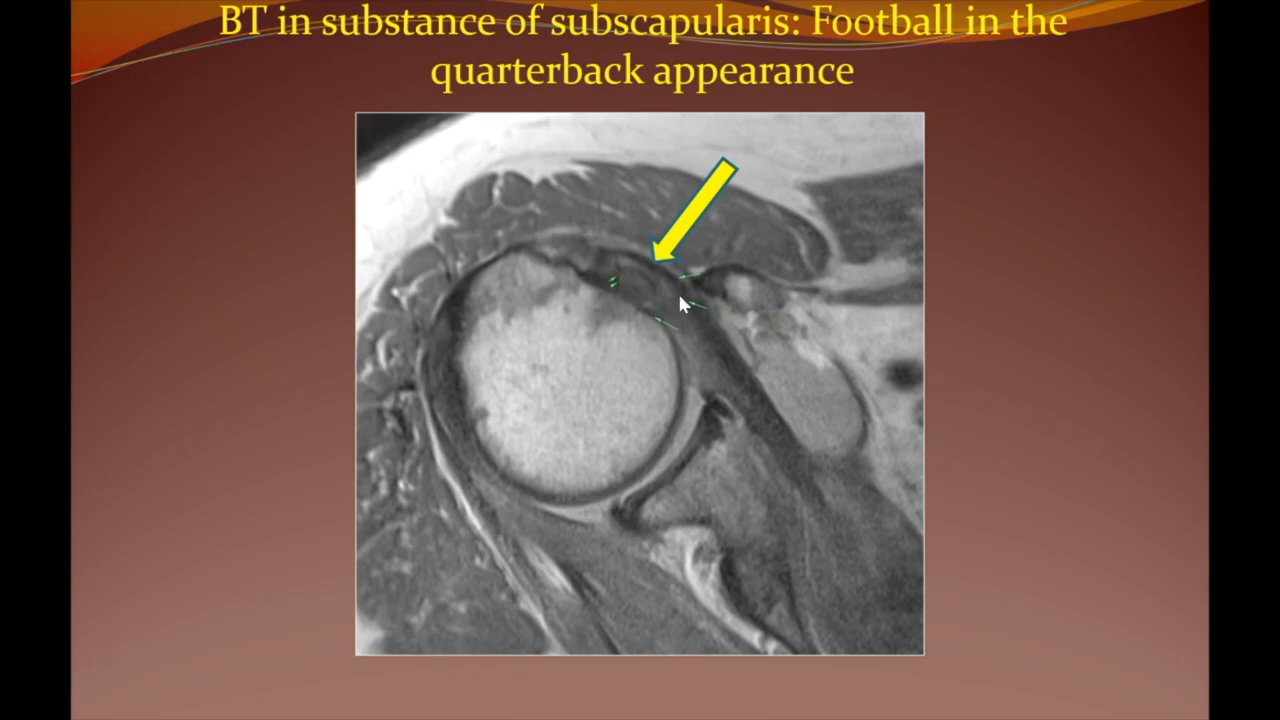 BT in substance of subscapularis: Football in the
quarterback appearance